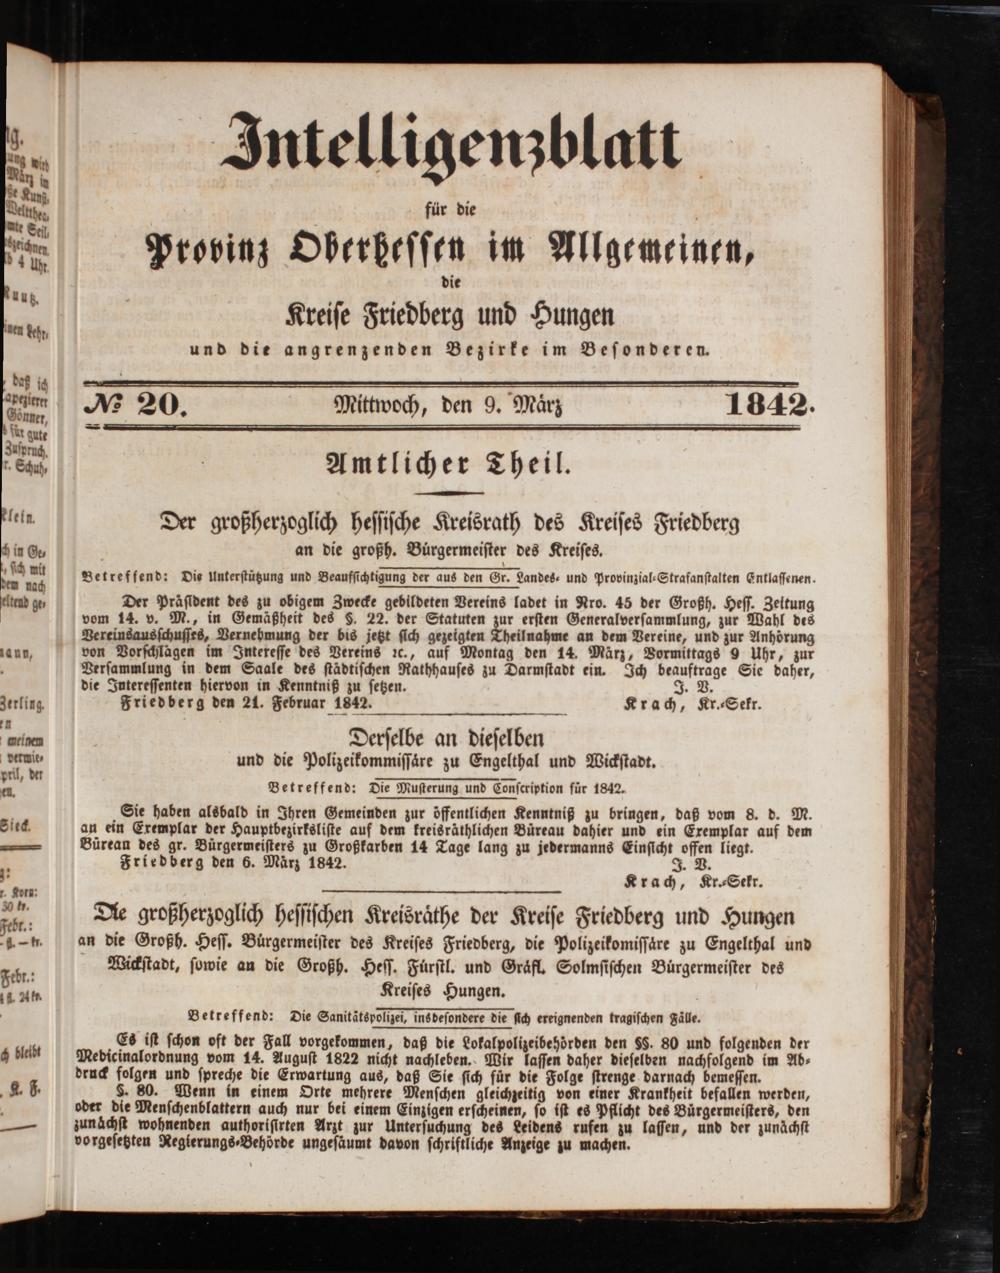 Intelligenzblatt
für die
Provinz Oberhessen im Allgemeinen,
die
Kreise Friedberg und Hungen
und die angrenzenden Bezirke im Besonderen.
№ 20. Mittwoch, den 9. März 1842.
Amtlicher Theil.
Der großherzoglich hessische Kreisrath des Kreises Friedberg
an die großh. Bürgermeister des Kreises.
Betreffend: Die Unterstützung und Beaufsichtigung der aus den Gr. Landes- und Provinzial-Strafanstalten Entlassenen.
Der Präsident des zu obigem Zwecke gebildeten Vereins ladet in Nro. 45 der Großh. Hess. Zeitung
vom 14. v. M., in Gemäßheit des §. 22. der Statuten zur ersten Generalversammlung, zur Wahl des
Vereinsausschusses, Vernehmung der bis jetzt sich gezeigten Theilnahme an dem Vereine, und zur Anhörung
von Vorschlägen im Interesse des Vereins ꝛc., auf Montag den 14. März, Vormittags 9 Uhr, zur
Versammlung in dem Saale des städtischen Rathhauses zu Darmstadt ein. Ich beauftrage Sie daher,
die Interessenten hiervon in Kenntniß zu setzen. J. V.
Friedberg den 21. Februar 1842. Krach, Kr.-Sekr.
Derselbe an dieselben
und die Polizeikommissäre zu Engelthal und Wickstadt.
Betreffend: Die Musterung und Conscription für 1842.
Sie haben alsbald in Ihren Gemeinden zur öffentlichen Kenntniß zu bringen, daß vom 8. d. M.
an ein Exemplar der Hauptbezirksliste auf dem kreisräthlichen Büreau dahier und ein Exemplar auf dem
Büreau des gr. Bürgermeisters zu Großkarben 14 Tage lang zu jedermanns Einsicht offen liegt.
Friedberg den 6. März 1842. J. V.
Krach, Kr.-Sekr.
Die großherzoglich hessischen Kreisräthe der Kreise Friedberg und Hungen
an die Großh. Hess. Bürgermeister des Kreises Friedberg, die Polizeikomissäre zu Engelthal und
Wickstadt, sowie an die Großh. Hess. Fürstl. und Gräfl. Solmsischen Bürgermeister des
Kreises Hungen.
Betreffend: Die Sanitätspolizei, insbesondere die sich ereignenden tragischen Fälle.
Es ist schon oft der Fall vorgekommen, daß die Lokalpolizeibehörden den §§. 80 und folgenden der
Medicinalordnung vom 14. August 1822 nicht nachleben. Wir lassen daher dieselben nachfolgend im Ab-
druck folgen und spreche die Erwartung aus, daß Sie sich für die Folge strenge darnach bemessen.
§. 80. Wenn in einem Orte mehrere Menschen gleichzeitig von einer Krankheit befallen werden,
oder die Menschenblattern auch nur bei einem Einzigen erscheinen, so ist es Pflicht des Bürgermeisters, den
zunächst wohnenden authorisirten Arzt zur Untersuchung des Leidens rufen zu lassen, und der zunächst
vorgesetzten Regierungs-Behörde ungesäumt davon schriftliche Anzeige zu machen.